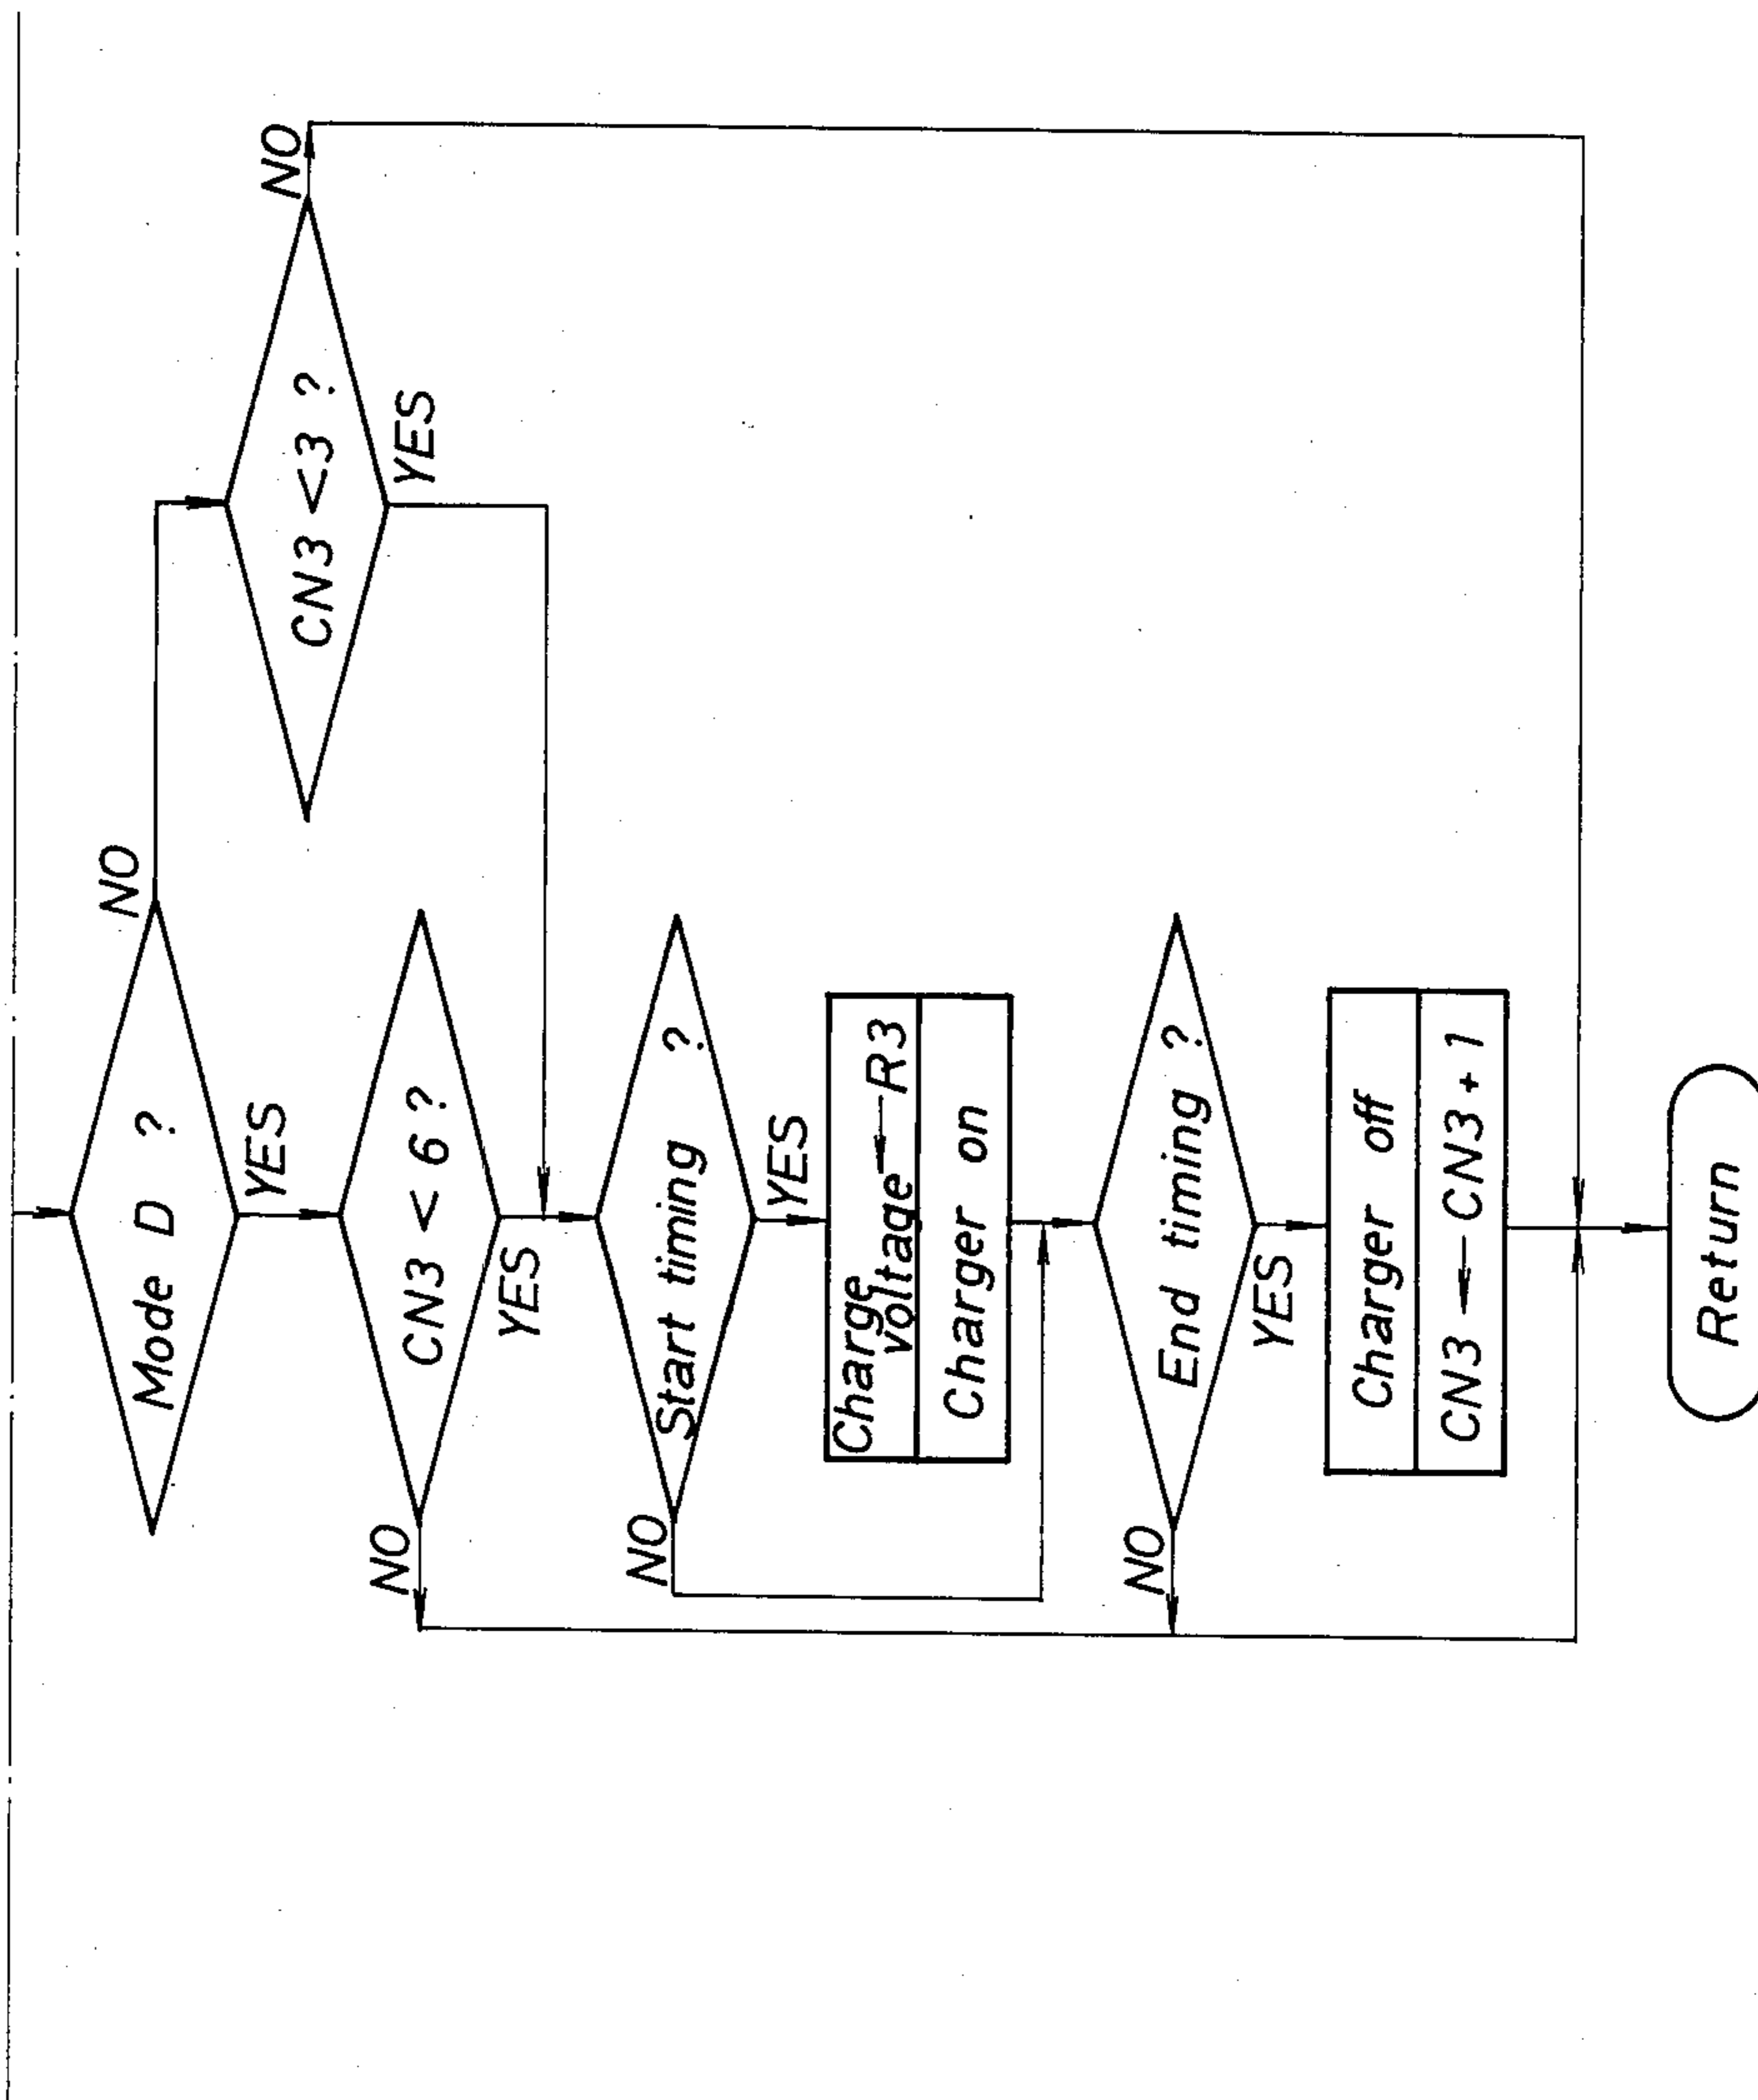 Mode D ?
NO
YES
CN3 <3 ?
NO
YES
CN3 < 6 ?
NO
YES
Start timing ?
NO
YES
Charge
voltage ← R3
Charger on
End timing ?
NO
YES
Charger off
CN3 ← CN3 + 1
Return